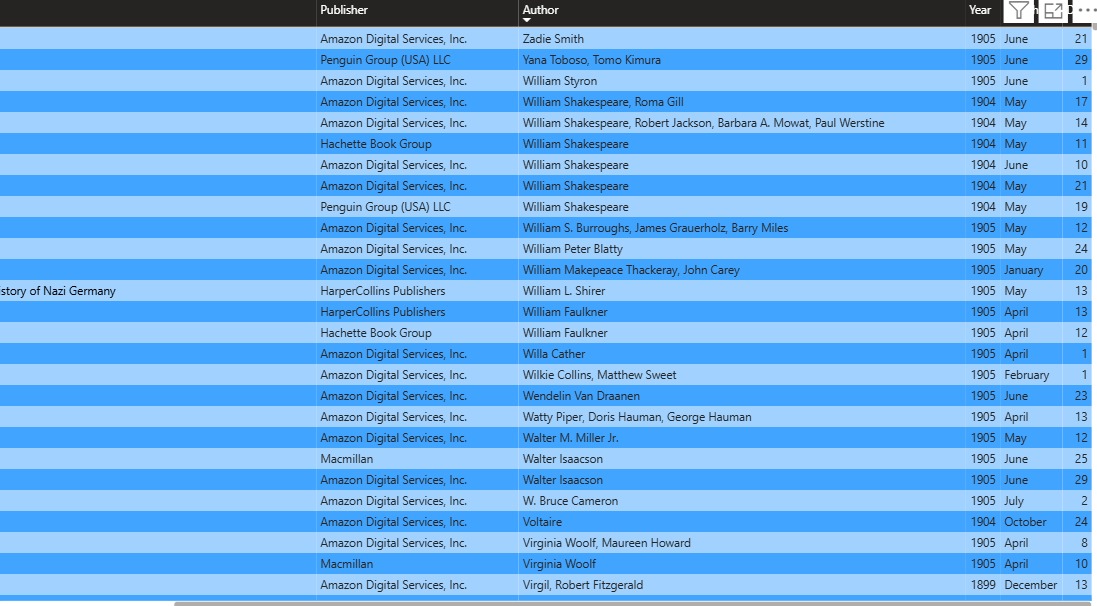 Publisher Author Year
Amazon Digital Services, Inc. Zadie Smith 1905 June 21
Penguin Group (USA) LLC Yana Toboso, Tomo Kimura 1905 June 29
Amazon Digital Services, Inc. William Styron 1905 June 1
Amazon Digital Services, Inc. William Shakespeare, Roma Gill 1904 May 17
Amazon Digital Services, Inc. William Shakespeare, Robert Jackson, Barbara A. Mowat, Paul Werstine 1904 May 14
Hachette Book Group William Shakespeare 1904 May 11
Amazon Digital Services, Inc. William Shakespeare 1904 June 10
Amazon Digital Services, Inc. William Shakespeare 1904 May 21
Penguin Group (USA) LLC William Shakespeare 1904 May 19
Amazon Digital Services, Inc. William S. Burroughs, James Grauerholz, Barry Miles 1905 May 12
Amazon Digital Services, Inc. William Peter Blatty 1905 May 24
Amazon Digital Services, Inc. William Makepeace Thackeray, John Carey 1905 January 20
istory of Nazi Germany HarperCollins Publishers William L. Shirer 1905 May 13
HarperCollins Publishers William Faulkner 1905 April 13
Hachette Book Group William Faulkner 1905 April 12
Amazon Digital Services, Inc. Willa Cather 1905 April 1
Amazon Digital Services, Inc. Wilkie Collins, Matthew Sweet 1905 February 1
Amazon Digital Services, Inc. Wendelin Van Draanen 1905 June 23
Amazon Digital Services, Inc. Watty Piper, Doris Hauman, George Hauman 1905 April 13
Amazon Digital Services, Inc. Walter M. Miller Jr. 1905 May 12
Macmillan Walter Isaacson 1905 June 25
Amazon Digital Services, Inc. Walter Isaacson 1905 June 29
Amazon Digital Services, Inc. W. Bruce Cameron 1905 July 2
Amazon Digital Services, Inc. Voltaire 1904 October 24
Amazon Digital Services, Inc. Virginia Woolf, Maureen Howard 1905 April 8
Macmillan Virginia Woolf 1905 April 10
Amazon Digital Services, Inc. Virgil, Robert Fitzgerald 1899 December 13